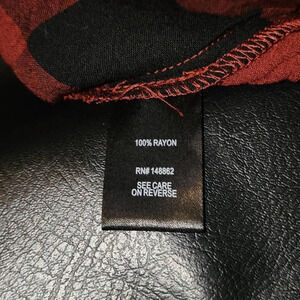 100% RAYON
RN# 148862
SEE CARE
ON REVERSE